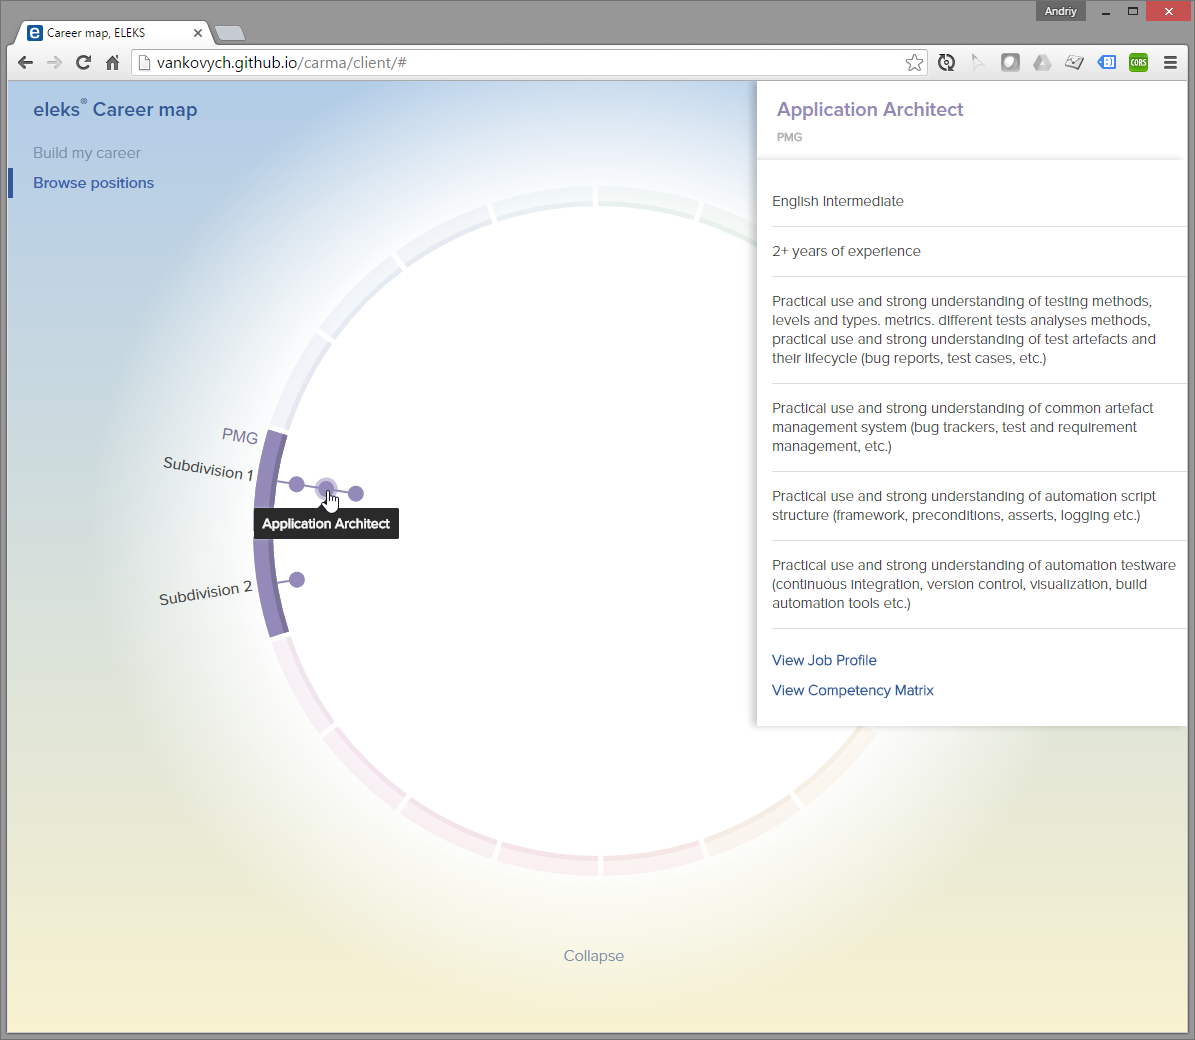 Andriy
Career map, ELEKS
vankovych.github.io/carma/client/#
CORS
eleks® Career map
Build my career
Browse positions
Application Architect
PMG
English Intermediate
2+ years of experience
Practical use and strong understanding of testing methods,
levels and types. metrics. different tests analyses methods,
practical use and strong understanding of test artefacts and
their lifecycle (bug reports, test cases, etc.)
Practical use and strong understanding of common artefact
management system (bug trackers, test and requirement
management, etc.)
Practical use and strong understanding of automation script
structure (framework, preconditions, asserts, logging etc.)
Practical use and strong understanding of automation testware
(continuous integration, version control, visualization, build
automation tools etc.)
View Job Profile
View Competency Matrix
PMG
Subdivision 1
Application Architect
Subdivision 2
Collapse